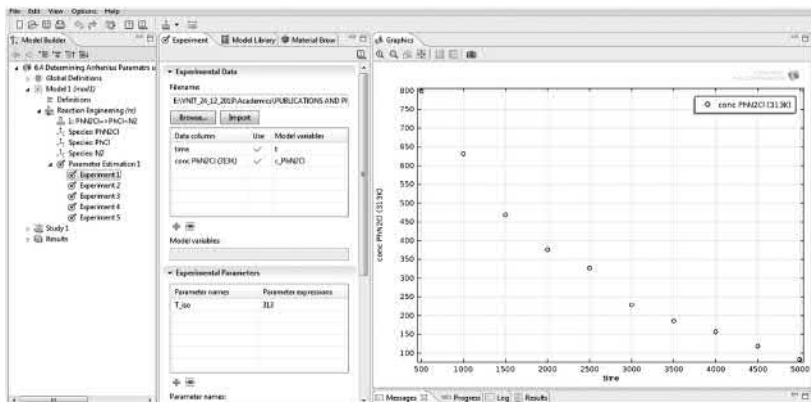 File Edit View Options Help
Model Builder
6.4 Determining Arrhenius Parametrs u
Global Definitions
Model 1 (mod1)
Definitions
Reaction Engineering (re)
1: PhN2Cl=>PhCl+N2
Species: PhN2Cl
Species: PhCl
Species: N2
Parameter Estimation 1
Experiment 1
Experiment 2
Experiment 3
Experiment 4
Experiment 5
Study 1
Results
Experiment Model Library Material Brow
Experimental Data
Filename:
E:\VNIT_24_12_2013\Academics\PUBLICATIONS AND PI
Browse... Import
Data column Use Model variables
time t
conc PhN2Cl (313K) c_PhN2Cl
Model variables
Experimental Parameters
Parameter names Parameter expressions
T_iso 313
Parameter names:
Graphics
conc PhN2Cl (313K)
800
750
700
650
600
550
500
450
400
350
300
250
200
150
100
conc PhN2Cl (313K)
500 1000 1500 2000 2500 3000 3500 4000 4500 5000
time
Messages Progress Log Results